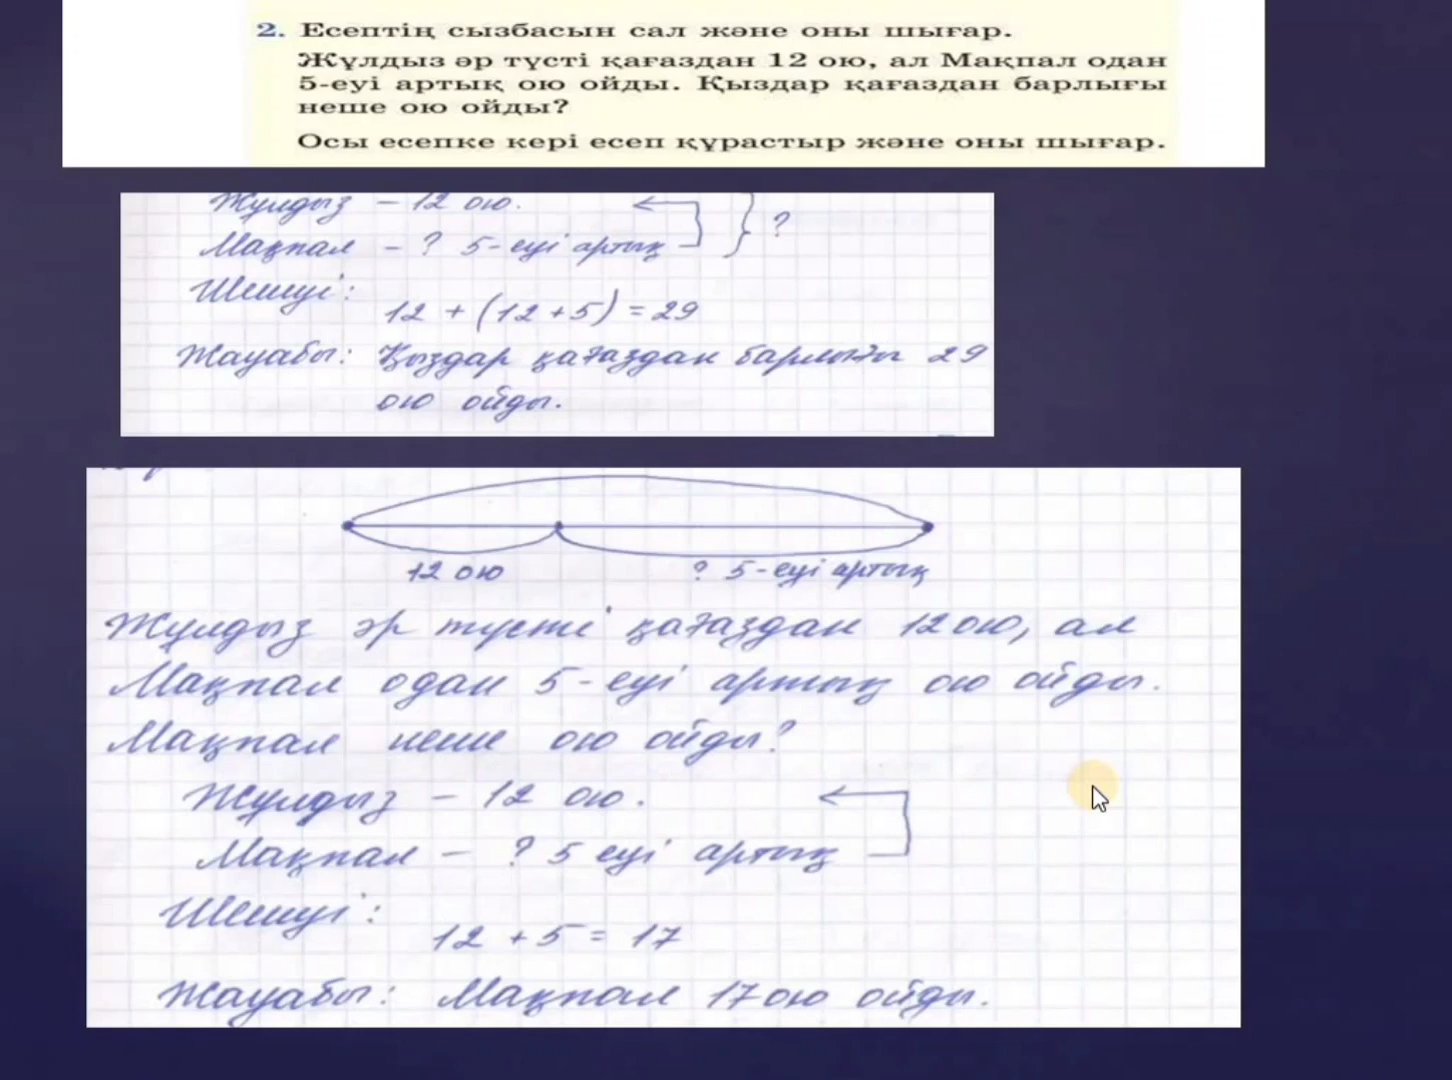 2. Есептің сызбасын сал және оны шығар.
Жұлдыз әр түсті қағаздан 12 ою, ал Мақпал одан
5-еуі артық ою ойды. Қыздар қағаздан барлығы
неше ою ойды?
Осы есепке кері есеп құрастыр және оны шығар.
Жұлдыз – 12 ою.
Мақпал – ? 5-еуі артық } ?
Шешуі:
12 + (12 + 5) = 29
Жауабы: Қыздар қағаздан барлығы 29
ою ойды.
12 ою ? 5-еуі артық
Жұлдыз әр түсті қағаздан 12 ою, ал
Мақпал одан 5-еуі артық ою ойды.
Мақпал неше ою ойды?
Жұлдыз – 12 ою.
Мақпал – ? 5 еуі артық
Шешуі:
12 + 5 = 17
Жауабы: Мақпал 17 ою ойды.